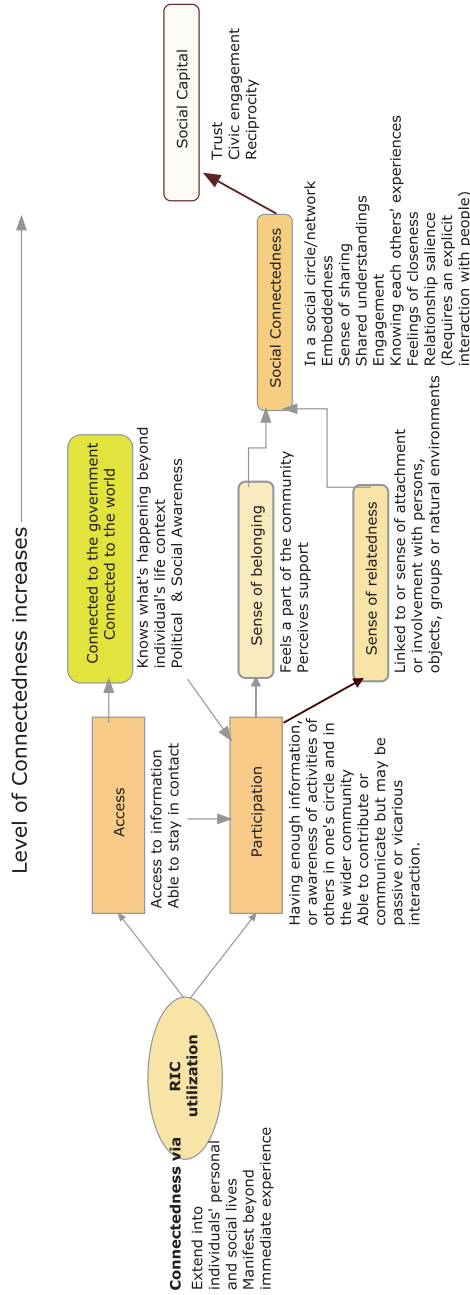 Level of Connectedness increases
Connectedness via
RIC
utilization
Extend into
individuals' personal
and social lives
Manifest beyond
immediate experience
Access
Access to information
Able to stay in contact
Participation
Having enough information,
or awareness of activities of
others in one's circle and in
the wider community
Able to contribute or
communicate but may be
passive or vicarious
interaction.
Connected to the government
Connected to the world
Knows what's happening beyond
individual's life context
Political & Social Awareness
Sense of belonging
Feels a part of the community
Perceives support
Sense of relatedness
Linked to or sense of attachment
or involvement with persons,
objects, groups or natural environments
Social Connectedness
In a social circle/network
Embeddedness
Sense of sharing
Shared understandings
Engagement
Knowing each others' experiences
Feelings of closeness
Relationship salience
(Requires an explicit
interaction with people)
Social Capital
Trust
Civic engagement
Reciprocity